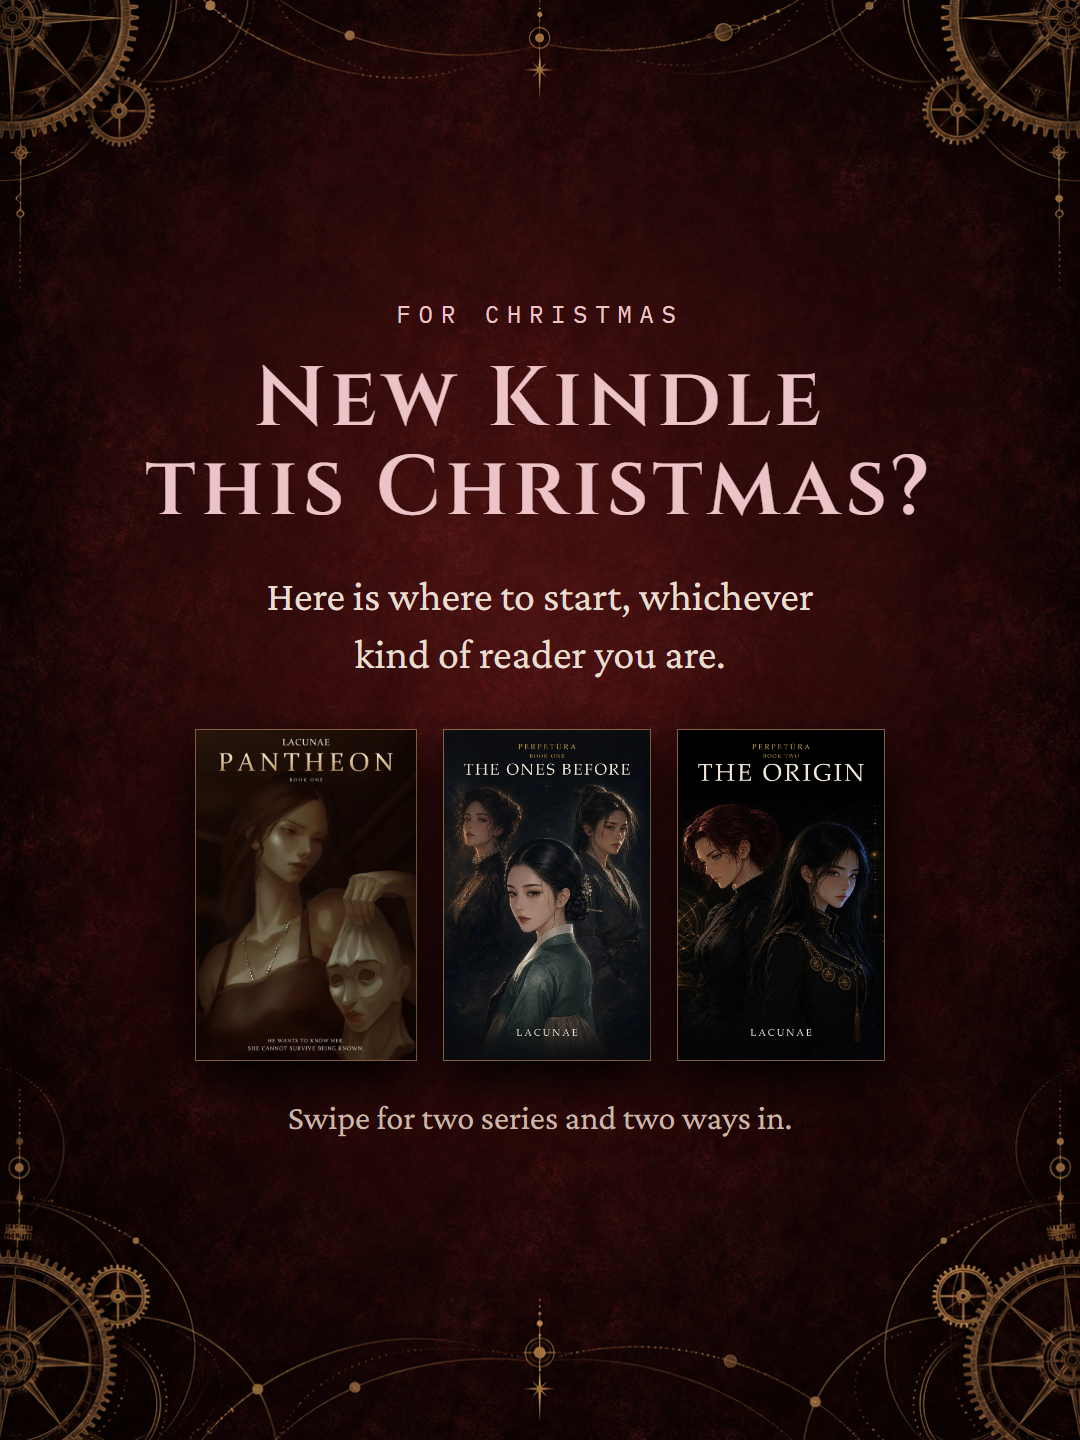 FOR CHRISTMAS
NEW KINDLE
THIS CHRISTMAS?
Here is where to start, whichever
kind of reader you are.
LACUNAE
PANTHEON
BOOK ONE
HE WANTS TO KNOW HER
SHE CANNOT SURVIVE BEING KNOWN.
PERPETURA
BOOK ONE
THE ONES BEFORE
LACUNAE
PERPETURA
BOOK TWO
THE ORIGIN
LACUNAE
Swipe for two series and two ways in.